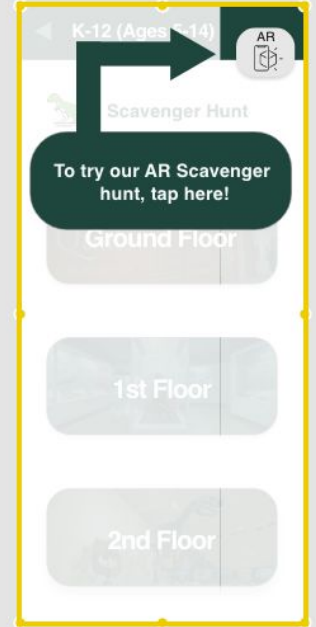 K-12 (Ages 5-14)
AR
Scavenger Hunt
To try our AR Scavenger
hunt, tap here!
Ground Floor
1st Floor
2nd Floor